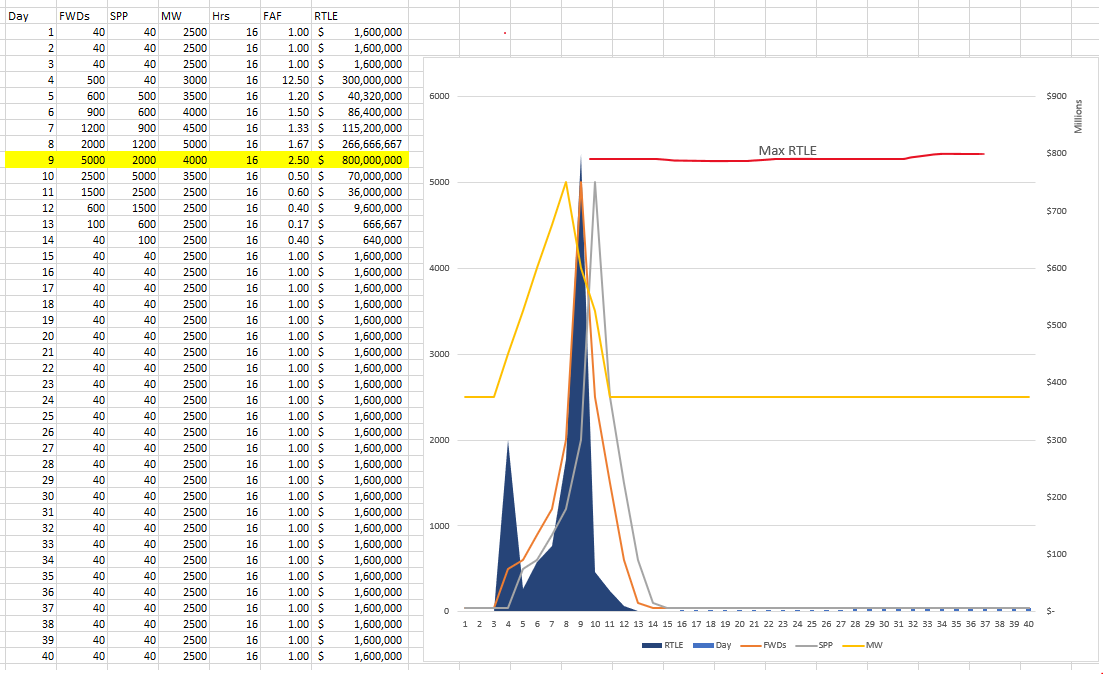 Day FWDs SPP MW Hrs FAF RTLE
1 40 40 2500 16 1.00 $ 1,600,000
2 40 40 2500 16 1.00 $ 1,600,000
3 40 40 2500 16 1.00 $ 1,600,000
4 500 40 3000 16 12.50 $ 300,000,000
5 600 500 3500 16 1.20 $ 40,320,000
6 900 600 4000 16 1.50 $ 86,400,000
7 1200 900 4500 16 1.33 $ 115,200,000
8 2000 1200 5000 16 1.67 $ 266,666,667
9 5000 2000 4000 16 2.50 $ 800,000,000
10 2500 5000 3500 16 0.50 $ 70,000,000
11 1500 2500 2500 16 0.60 $ 36,000,000
12 600 1500 2500 16 0.40 $ 9,600,000
13 100 600 2500 16 0.17 $ 666,667
14 40 100 2500 16 0.40 $ 640,000
15 40 40 2500 16 1.00 $ 1,600,000
16 40 40 2500 16 1.00 $ 1,600,000
17 40 40 2500 16 1.00 $ 1,600,000
18 40 40 2500 16 1.00 $ 1,600,000
19 40 40 2500 16 1.00 $ 1,600,000
20 40 40 2500 16 1.00 $ 1,600,000
21 40 40 2500 16 1.00 $ 1,600,000
22 40 40 2500 16 1.00 $ 1,600,000
23 40 40 2500 16 1.00 $ 1,600,000
24 40 40 2500 16 1.00 $ 1,600,000
25 40 40 2500 16 1.00 $ 1,600,000
26 40 40 2500 16 1.00 $ 1,600,000
27 40 40 2500 16 1.00 $ 1,600,000
28 40 40 2500 16 1.00 $ 1,600,000
29 40 40 2500 16 1.00 $ 1,600,000
30 40 40 2500 16 1.00 $ 1,600,000
31 40 40 2500 16 1.00 $ 1,600,000
32 40 40 2500 16 1.00 $ 1,600,000
33 40 40 2500 16 1.00 $ 1,600,000
34 40 40 2500 16 1.00 $ 1,600,000
35 40 40 2500 16 1.00 $ 1,600,000
36 40 40 2500 16 1.00 $ 1,600,000
37 40 40 2500 16 1.00 $ 1,600,000
38 40 40 2500 16 1.00 $ 1,600,000
39 40 40 2500 16 1.00 $ 1,600,000
40 40 40 2500 16 1.00 $ 1,600,000
6000
5000
4000
3000
2000
1000
0
Max RTLE
$900
$800
$700
$600
$500
$400
$300
$200
$100
$-
Millions
1 2 3 4 5 6 7 8 9 10 11 12 13 14 15 16 17 18 19 20 21 22 23 24 25 26 27 28 29 30 31 32 33 34 35 36 37 38 39 40
RTLE Day FWDs SPP MW